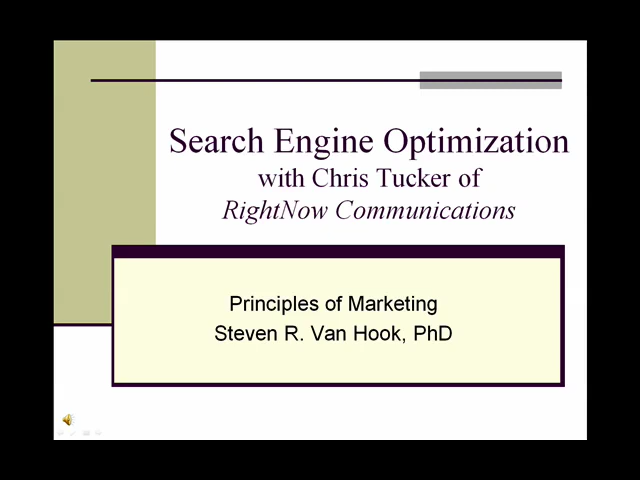 Search Engine Optimization
with Chris Tucker of
RightNow Communications
Principles of Marketing
Steven R. Van Hook, PhD